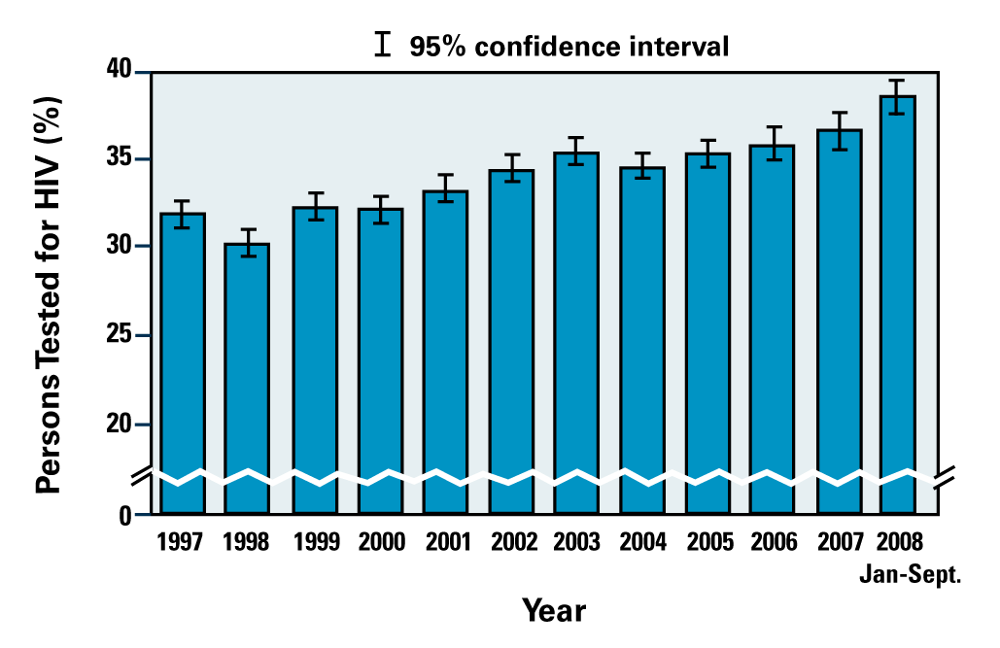 95% confidence interval
Persons Tested for HIV (%)
40
35
30
25
20
0
1997 1998 1999 2000 2001 2002 2003 2004 2005 2006 2007 2008
Jan-Sept.
Year